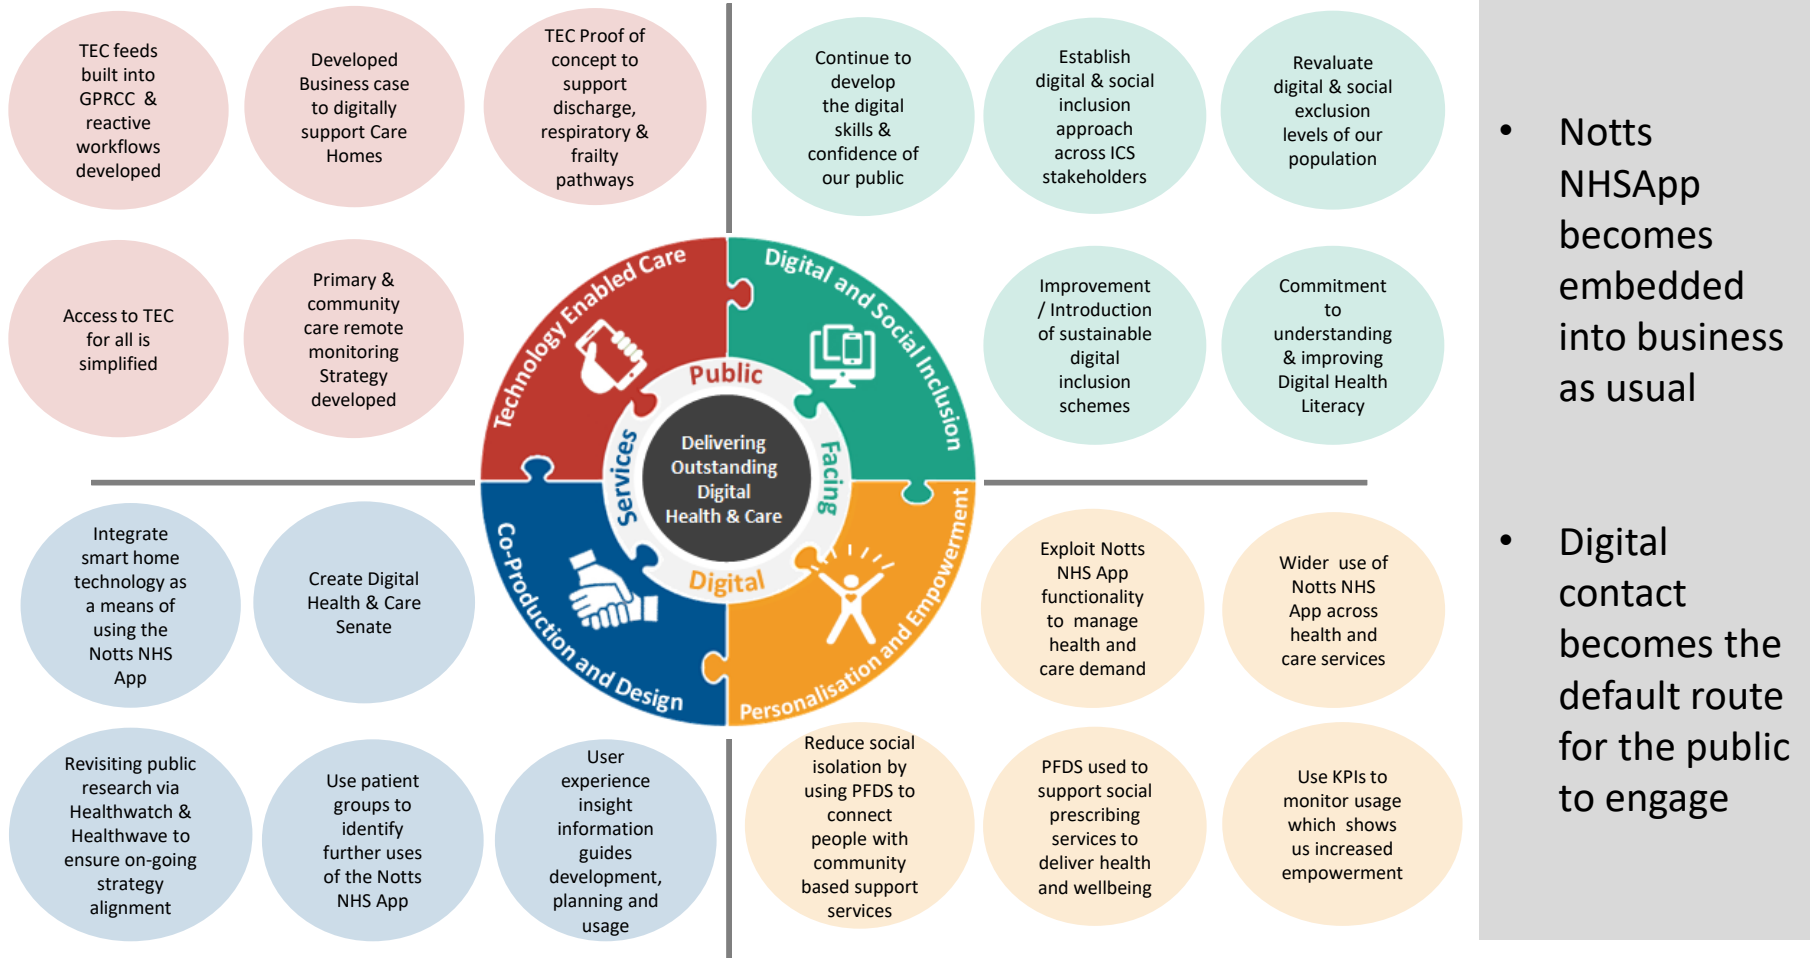 TEC feeds
built into
GPRCC &
reactive
workflows
developed
Developed
Business case
to digitally
support Care
Homes
TEC Proof of
concept to
support
discharge,
respiratory &
frailty
pathways
Access to TEC
for all is
simplified
Primary &
community
care remote
monitoring
Strategy
developed
Continue to
develop
the digital
skills &
confidence of
our public
Establish
digital & social
inclusion
approach
across ICS
stakeholders
Revaluate
digital & social
exclusion
levels of our
population
Improvement
/ Introduction
of sustainable
digital
inclusion
schemes
Commitment
to
understanding
& improving
Digital Health
Literacy
Technology Enabled Care
Digital and Social Inclusion
Personalisation and Empowerment
Co-Production and Design
Public
Facing
Digital
Services
Delivering
Outstanding
Digital
Health & Care
Integrate
smart home
technology as
a means of
using the
Notts NHS
App
Create Digital
Health & Care
Senate
Revisiting public
research via
Healthwatch &
Healthwave to
ensure on-going
strategy
alignment
Use patient
groups to
identify
further uses
of the Notts
NHS App
User
experience
insight
information
guides
development,
planning and
usage
Exploit Notts
NHS App
functionality
to manage
health and
care demand
Wider use of
Notts NHS
App across
health and
care services
Reduce social
isolation by
using PFDS to
connect
people with
community
based support
services
PFDS used to
support social
prescribing
services to
deliver health
and wellbeing
Use KPIs to
monitor usage
which shows
us increased
empowerment
• Notts
NHSApp
becomes
embedded
into business
as usual
• Digital
contact
becomes the
default route
for the public
to engage